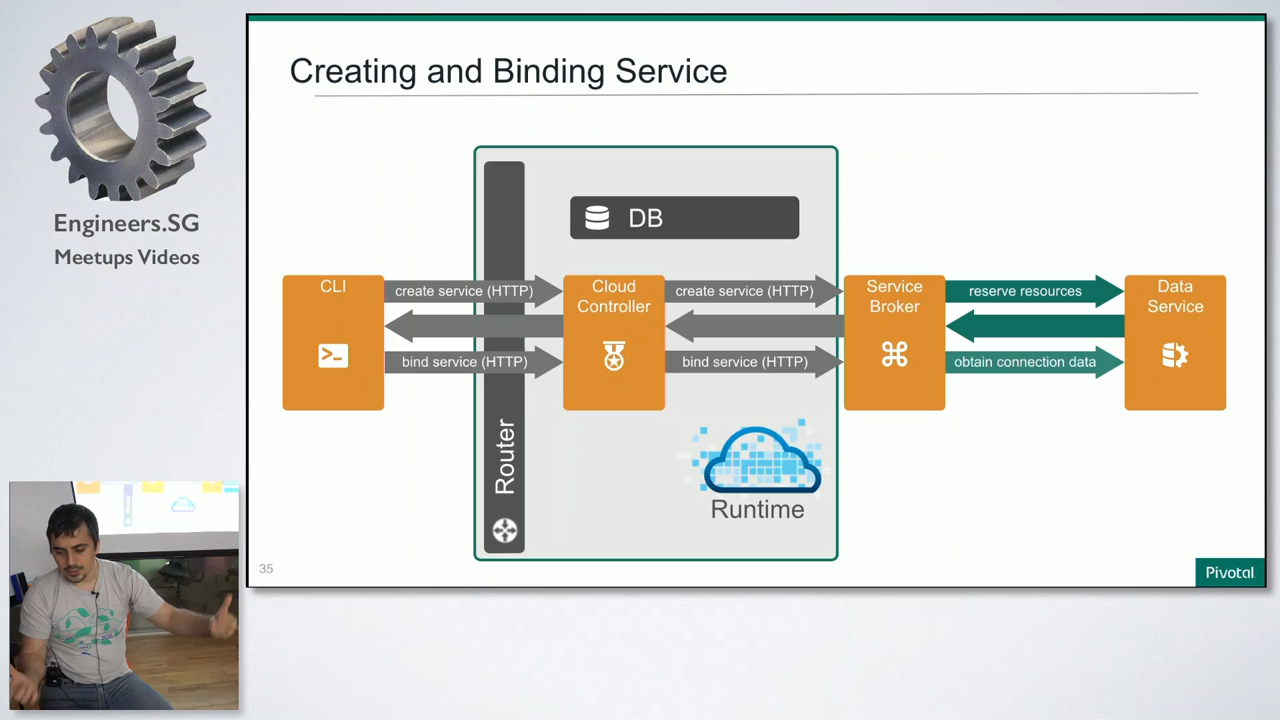 Engineers.SG
Meetups Videos
Creating and Binding Service
DB
CLI
create service (HTTP)
Cloud
Controller
create service (HTTP)
Service
Broker
reserve resources
Data
Service
bind service (HTTP)
bind service (HTTP)
obtain connection data
Router
Runtime
35
Pivotal